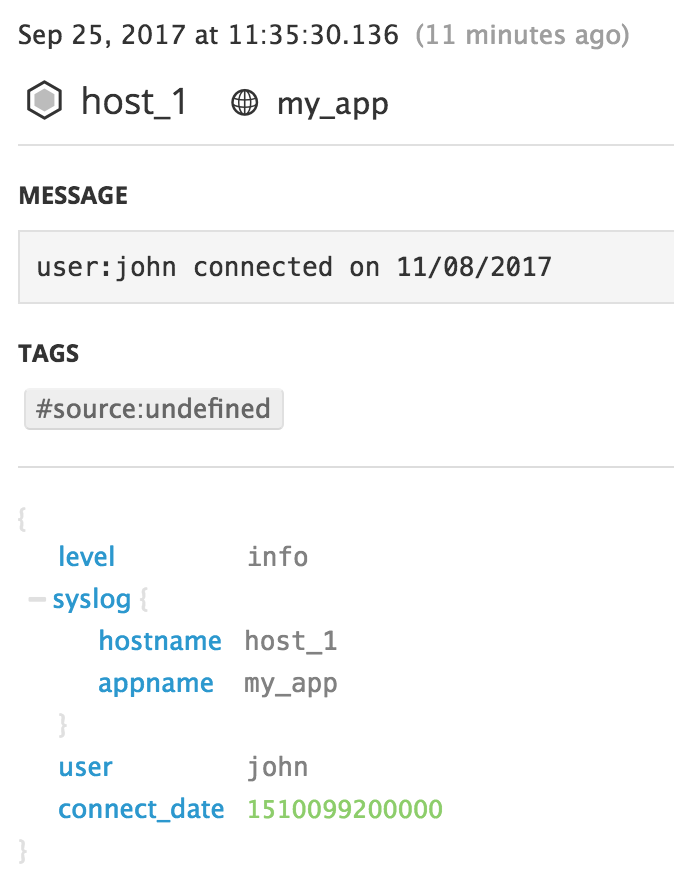 Sep 25, 2017 at 11:35:30.136 (11 minutes ago)
host_1 my_app
MESSAGE
user:john connected on 11/08/2017
TAGS
#source:undefined
{
level info
syslog {
hostname host_1
appname my_app
}
user john
connect_date 1510099200000
}